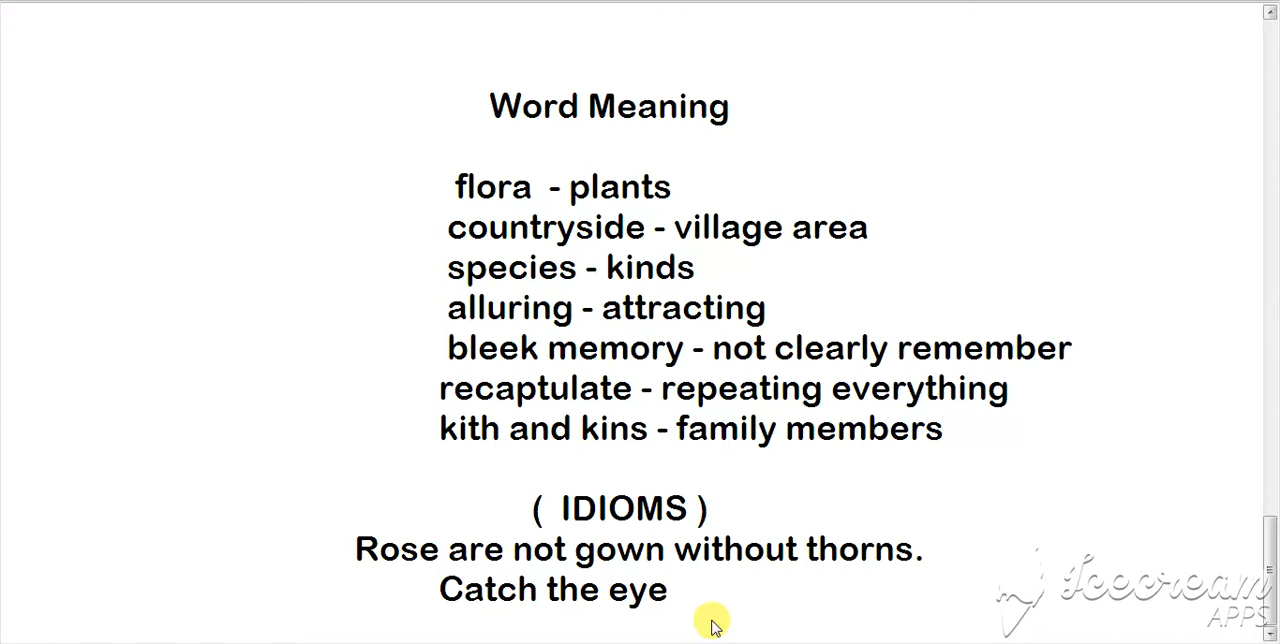 Word Meaning
flora - plants
countryside - village area
species - kinds
alluring - attracting
bleek memory - not clearly remember
recaptulate - repeating everything
kith and kins - family members
( IDIOMS )
Rose are not gown without thorns.
Catch the eye
Icecream
APPS